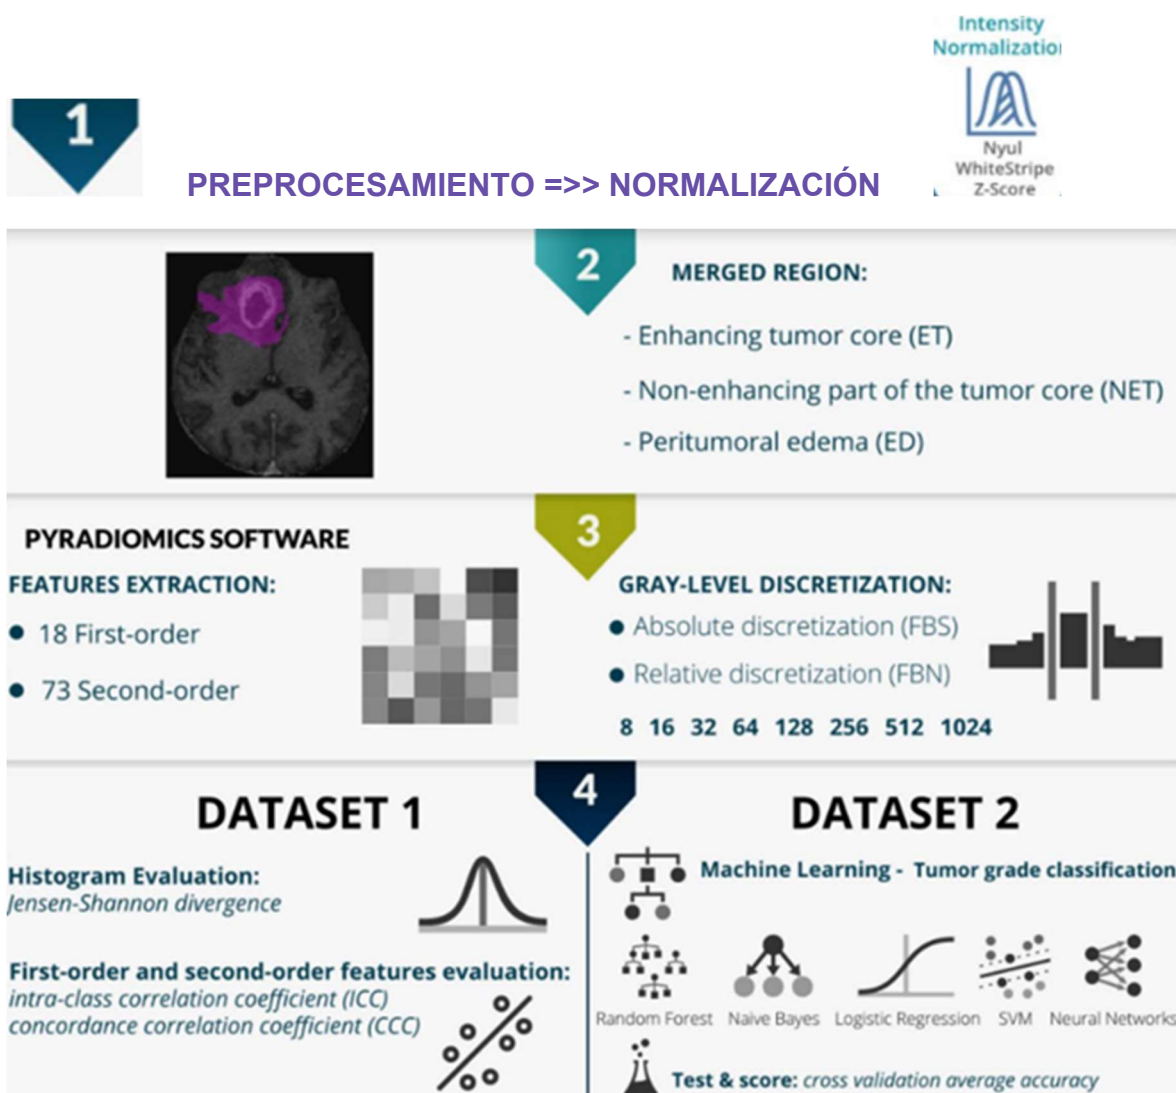 Intensity
Normalizatio
1
Nyul
WhiteStripe
Z-Score
PREPROCESAMIENTO =>> NORMALIZACIÓN
2
MERGED REGION:
- Enhancing tumor core (ET)
- Non-enhancing part of the tumor core (NET)
- Peritumoral edema (ED)
3
PYRADIOMICS SOFTWARE
FEATURES EXTRACTION:
● 18 First-order
● 73 Second-order
GRAY-LEVEL DISCRETIZATION:
● Absolute discretization (FBS)
● Relative discretization (FBN)
8 16 32 64 128 256 512 1024
4
DATASET 1
Histogram Evaluation:
Jensen-Shannon divergence
First-order and second-order features evaluation:
intra-class correlation coefficient (ICC)
concordance correlation coefficient (CCC)
DATASET 2
Machine Learning - Tumor grade classification
Random Forest Naive Bayes Logistic Regression SVM Neural Networks
Test & score: cross validation average accuracy